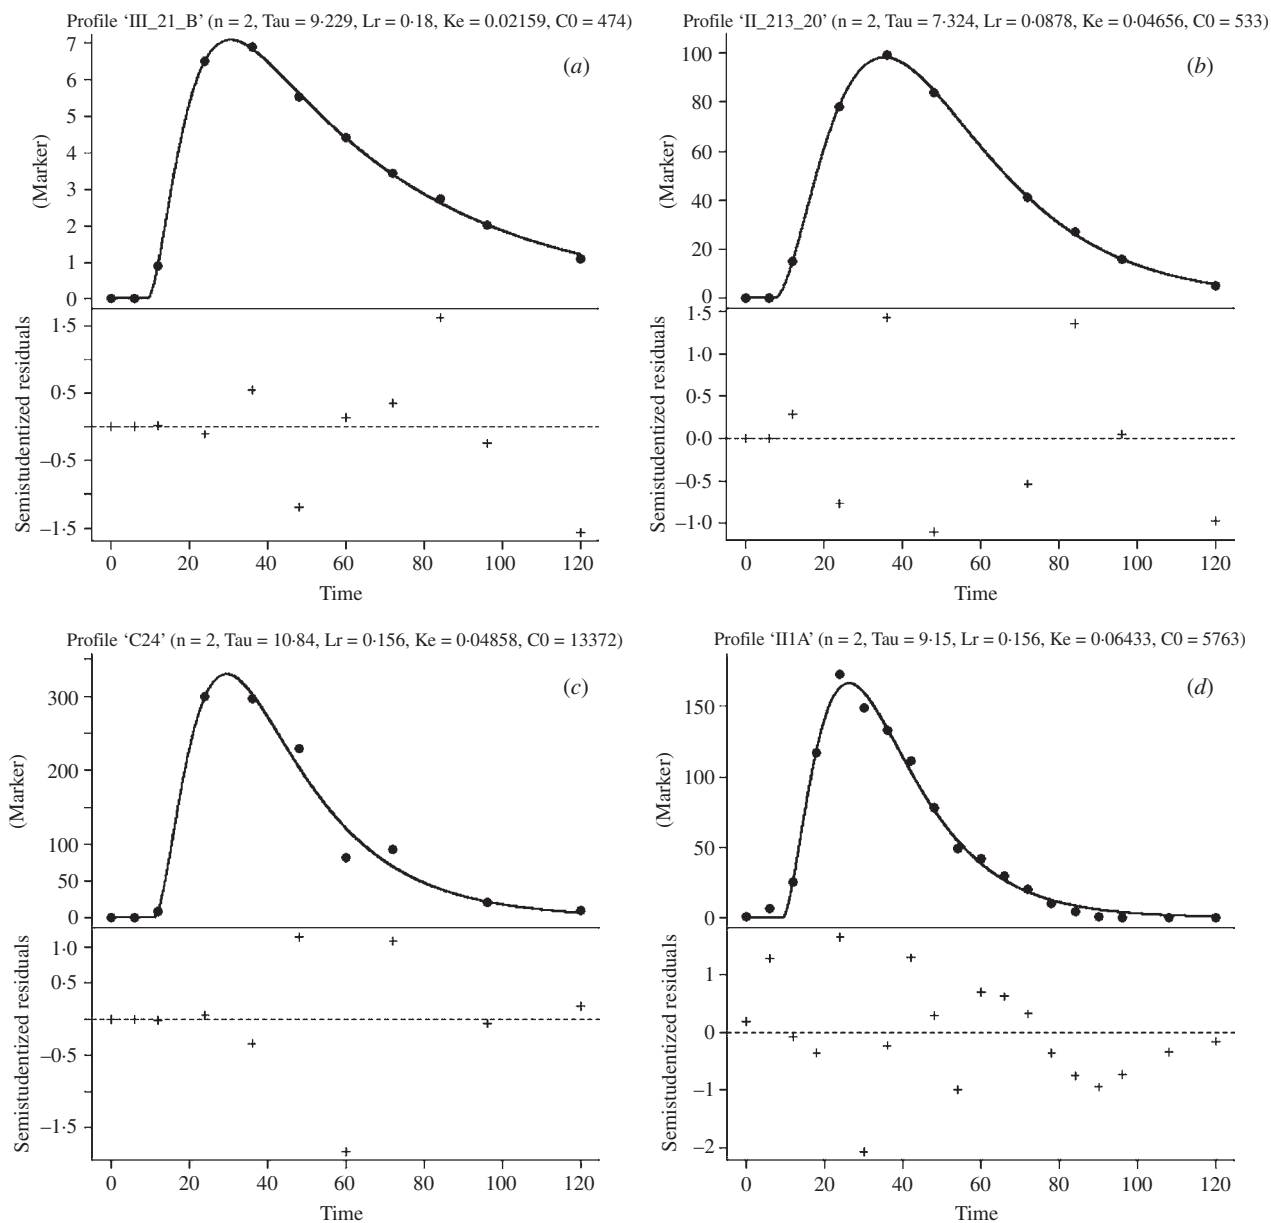 Profile 'III_21_B' (n = 2, Tau = 9·229, Lr = 0·18, Ke = 0.02159, C0 = 474)
(a)
7
6
5
4
3
2
1
0
(Marker)
1·5
0·5
–0·5
–1·5
Semistudentized residuals
0 20 40 60 80 100 120
Time
Profile 'II_213_20' (n = 2, Tau = 7·324, Lr = 0·0878, Ke = 0·04656, C0 = 533)
(b)
100
80
60
40
20
0
(Marker)
1·5
1·0
0·5
0·0
–0·5
–1·0
Semistudentized residuals
0 20 40 60 80 100 120
Time
Profile 'C24' (n = 2, Tau = 10·84, Lr = 0·156, Ke = 0·04858, C0 = 13372)
(c)
300
200
100
50
0
(Marker)
1·0
0·5
–0·5
–1·5
Semistudentized residuals
0 20 40 60 80 100 120
Time
Profile 'II1A' (n = 2, Tau = 9·15, Lr = 0·156, Ke = 0·06433, C0 = 5763)
(d)
150
100
50
0
(Marker)
1
0
–1
–2
Semistudentized residuals
0 20 40 60 80 100 120
Time